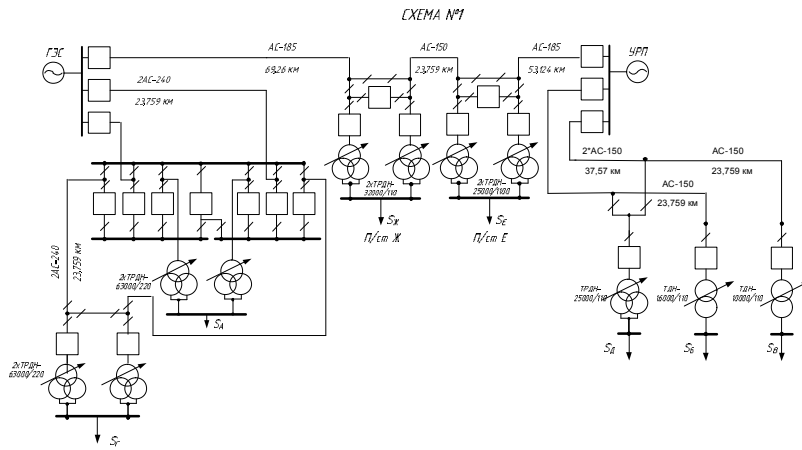 СХЕМА №1
ГЭС
АС-185
69,26 км
АС-150
23,759 км
АС-185
53,124 км
УРП
2АС-240
23,759 км
2*АС-150
37,57 км
АС-150
23,759 км
АС-150
23,759 км
2хТРДН-
32000/110
2хТРДН-
25000/1100
Sж
SЕ
П/ст Ж
П/ст Е
2АС-240
23,759 км
2хТРДН-
63000/220
SА
ТРДН-
25000/110
ТДН-
16000/110
ТДН-
10000/110
SД
Sб
SВ
2хТРДН-
63000/220
Sг